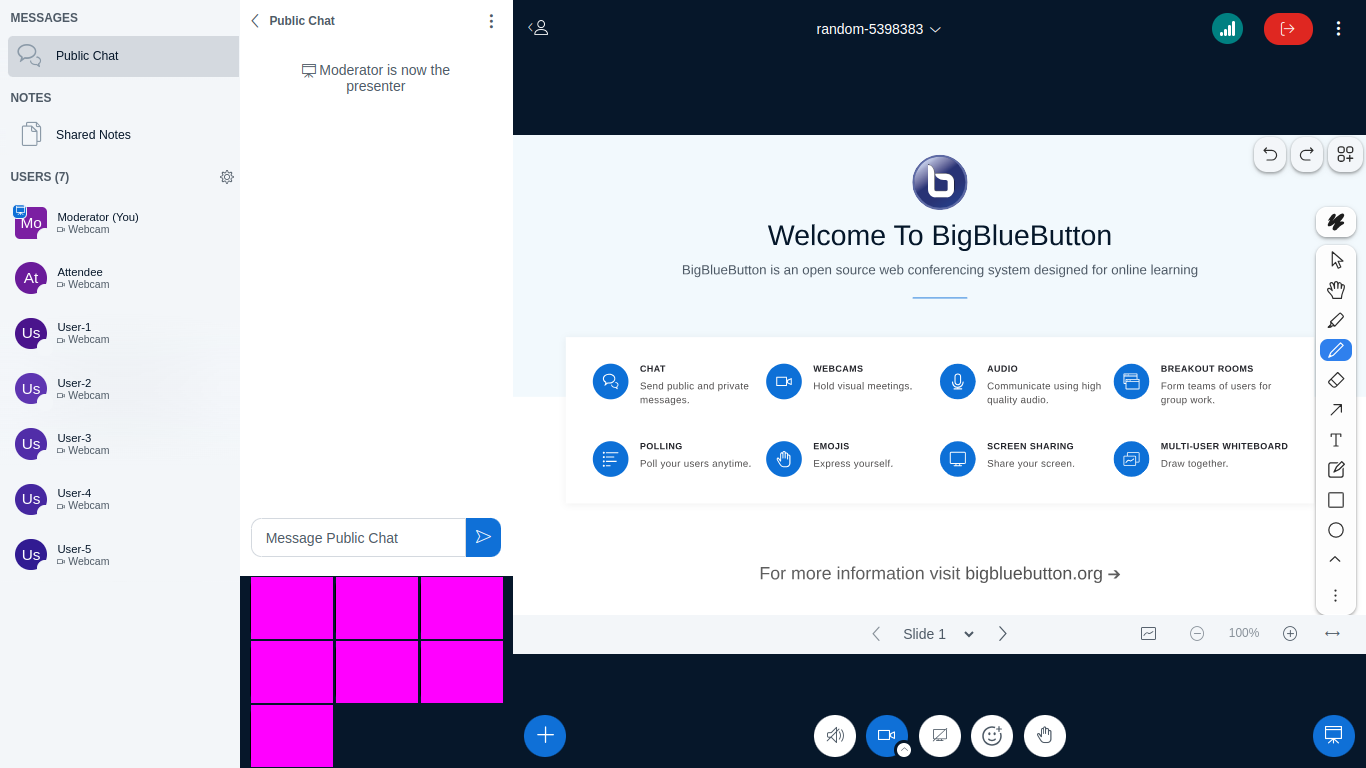 MESSAGES
Public Chat
NOTES
Shared Notes
USERS (7)
Mo
Moderator (You)
Webcam
At
Attendee
Webcam
Us
User-1
Webcam
Us
User-2
Webcam
Us
User-3
Webcam
Us
User-4
Webcam
Us
User-5
Webcam
Public Chat
Moderator is now the
presenter
Message Public Chat
random-5398383
b
Welcome To BigBlueButton
BigBlueButton is an open source web conferencing system designed for online learning
CHAT
Send public and private
messages.
WEBCAMS
Hold visual meetings.
AUDIO
Communicate using high
quality audio.
BREAKOUT ROOMS
Form teams of users for
group work.
POLLING
Poll your users anytime.
EMOJIS
Express yourself.
SCREEN SHARING
Share your screen.
MULTI-USER WHITEBOARD
Draw together.
For more information visit bigbluebutton.org ➔
T
Slide 1
100%